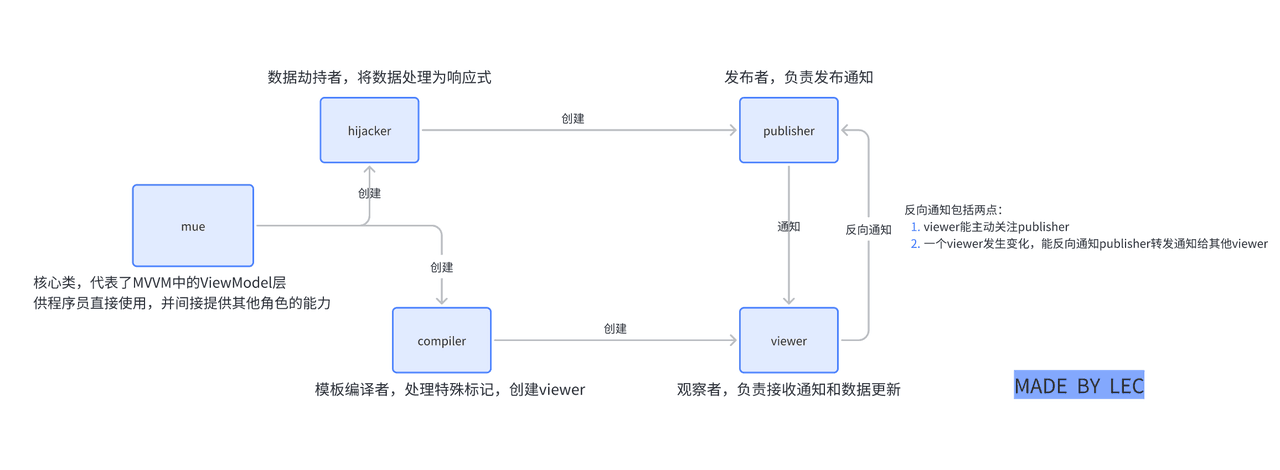 数据劫持者，将数据处理为响应式
发布者，负责发布通知
hijacker
创建
publisher
创建
mue
通知
反向通知
反向通知包括两点：
1. viewer能主动关注publisher
2. 一个viewer发生变化，能反向通知publisher转发通知给其他viewer
创建
核心类，代表了MVVM中的ViewModel层
供程序员直接使用，并间接提供其他角色的能力
compiler
创建
viewer
模板编译者，处理特殊标记，创建viewer
观察者，负责接收通知和数据更新
MADE BY LEC